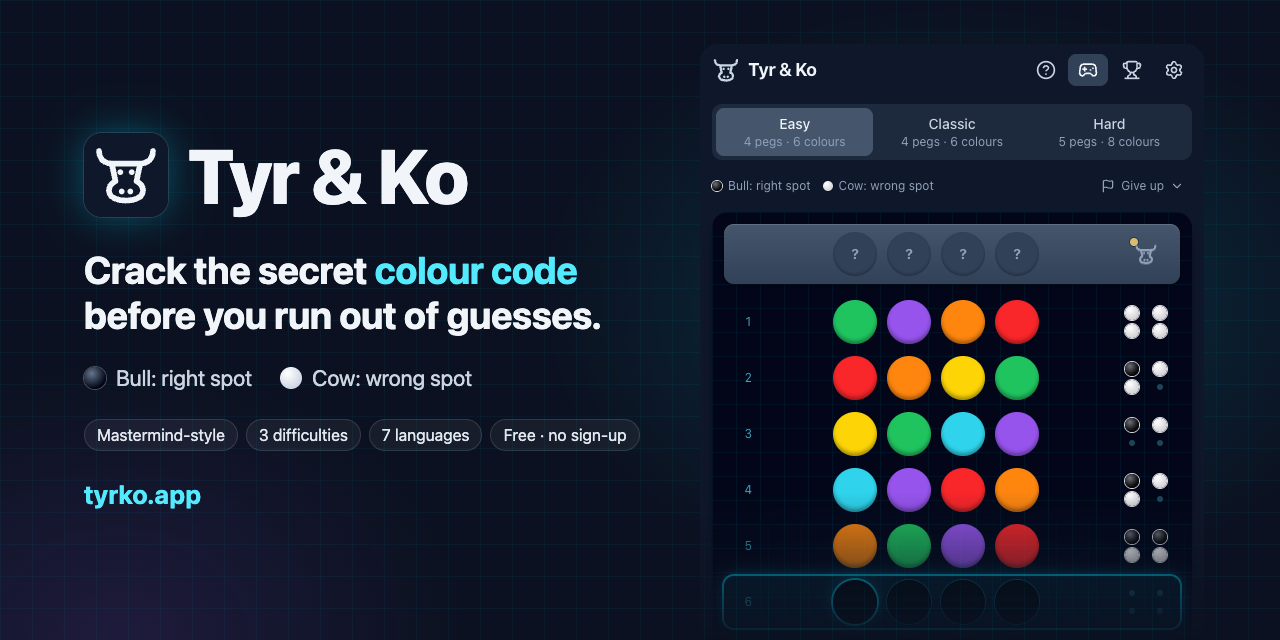 Tyr & Ko
Crack the secret colour code
before you run out of guesses.
Bull: right spot Cow: wrong spot
Mastermind-style 3 difficulties 7 languages Free · no sign-up
tyrko.app
Tyr & Ko
?
Easy Classic Hard
4 pegs · 6 colours 4 pegs · 6 colours 5 pegs · 8 colours
Bull: right spot Cow: wrong spot Give up
? ? ? ?
1
2
3
4
5
6